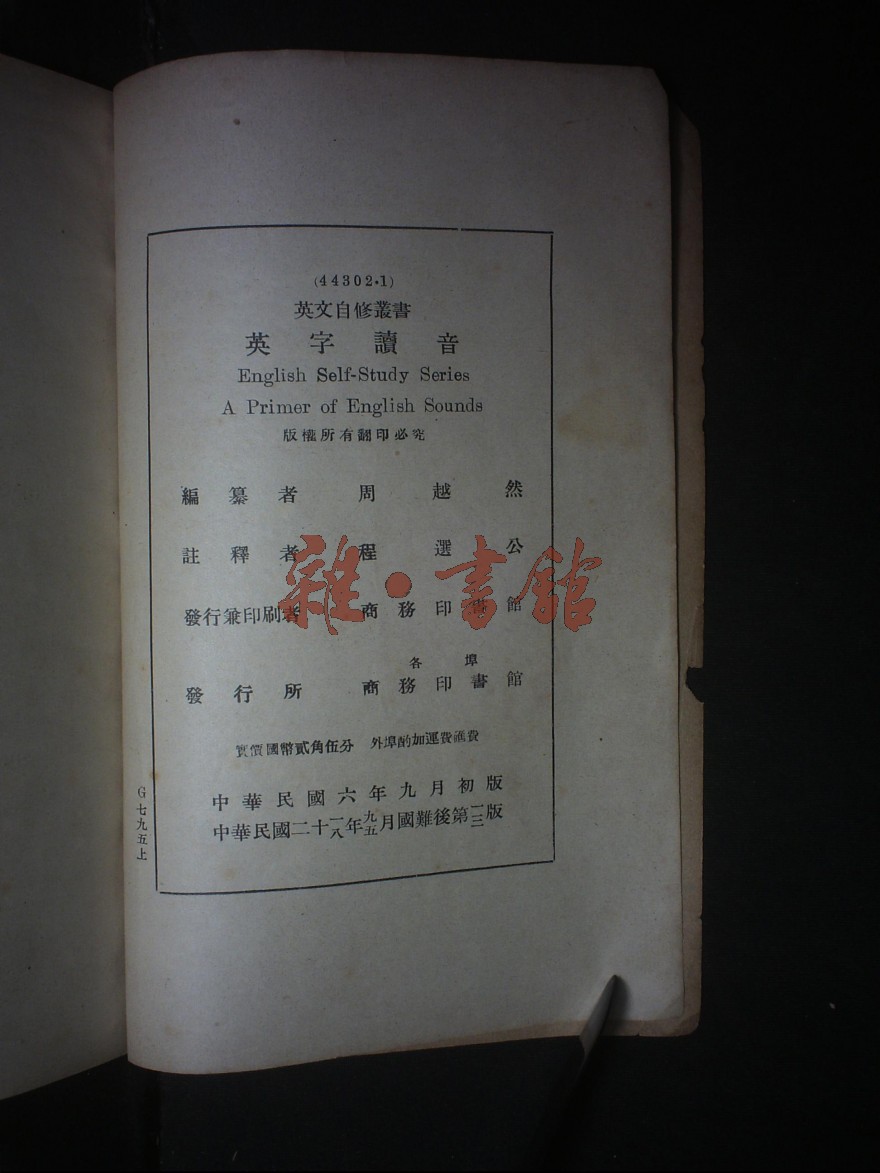 (44302·1)
英文自修叢書
英字讀音
English Self-Study Series
A Primer of English Sounds
版權所有翻印必究
編纂者 周越然
註釋者 程選公
發行兼印刷者 商務印書館
各埠
發行所 商務印書館
實價國幣貳角伍分 外埠酌加運費匯費
中華民國六年九月初版
中華民國二十一八年九五月國難後第一三版
G七九五上
雜·書館